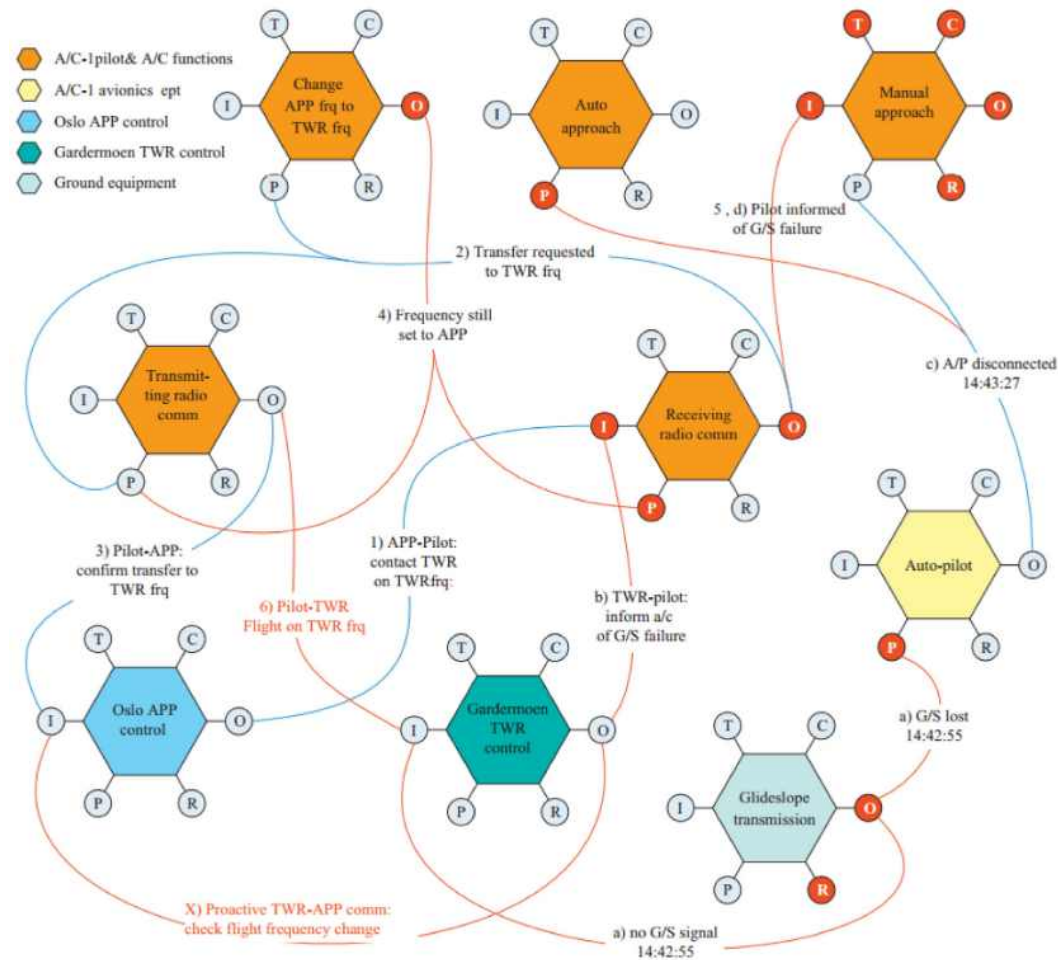 A/C-1pilot& A/C functions
A/C-1 avionics ept
Oslo APP control
Gardermoen TWR control
Ground equipment
T
C
I
O
P
R
Change
APP frq to
TWR frq
T
C
I
O
P
R
Auto
approach
T
C
I
O
P
R
Manual
approach
5 , d) Pilot informed
of G/S failure
2) Transfer requested
to TWR frq
4) Frequency still
set to APP
c) A/P disconnected
14:43:27
T
C
I
O
P
R
Transmit-
ting radio
comm
T
C
I
O
P
R
Receiving
radio comm
T
C
I
O
P
R
Auto-pilot
3) Pilot-APP:
confirm transfer to
TWR frq
1) APP-Pilot:
contact TWR
on TWRfrq:
6) Pilot-TWR
Flight on TWR frq
b) TWR-pilot:
inform a/c
of G/S failure
T
C
I
O
P
R
Oslo APP
control
T
C
I
O
P
R
Gardermoen
TWR
control
a) G/S lost
14:42:55
T
C
I
O
P
R
Glideslope
transmission
X) Proactive TWR-APP comm:
check flight frequency change
a) no G/S signal
14:42:55